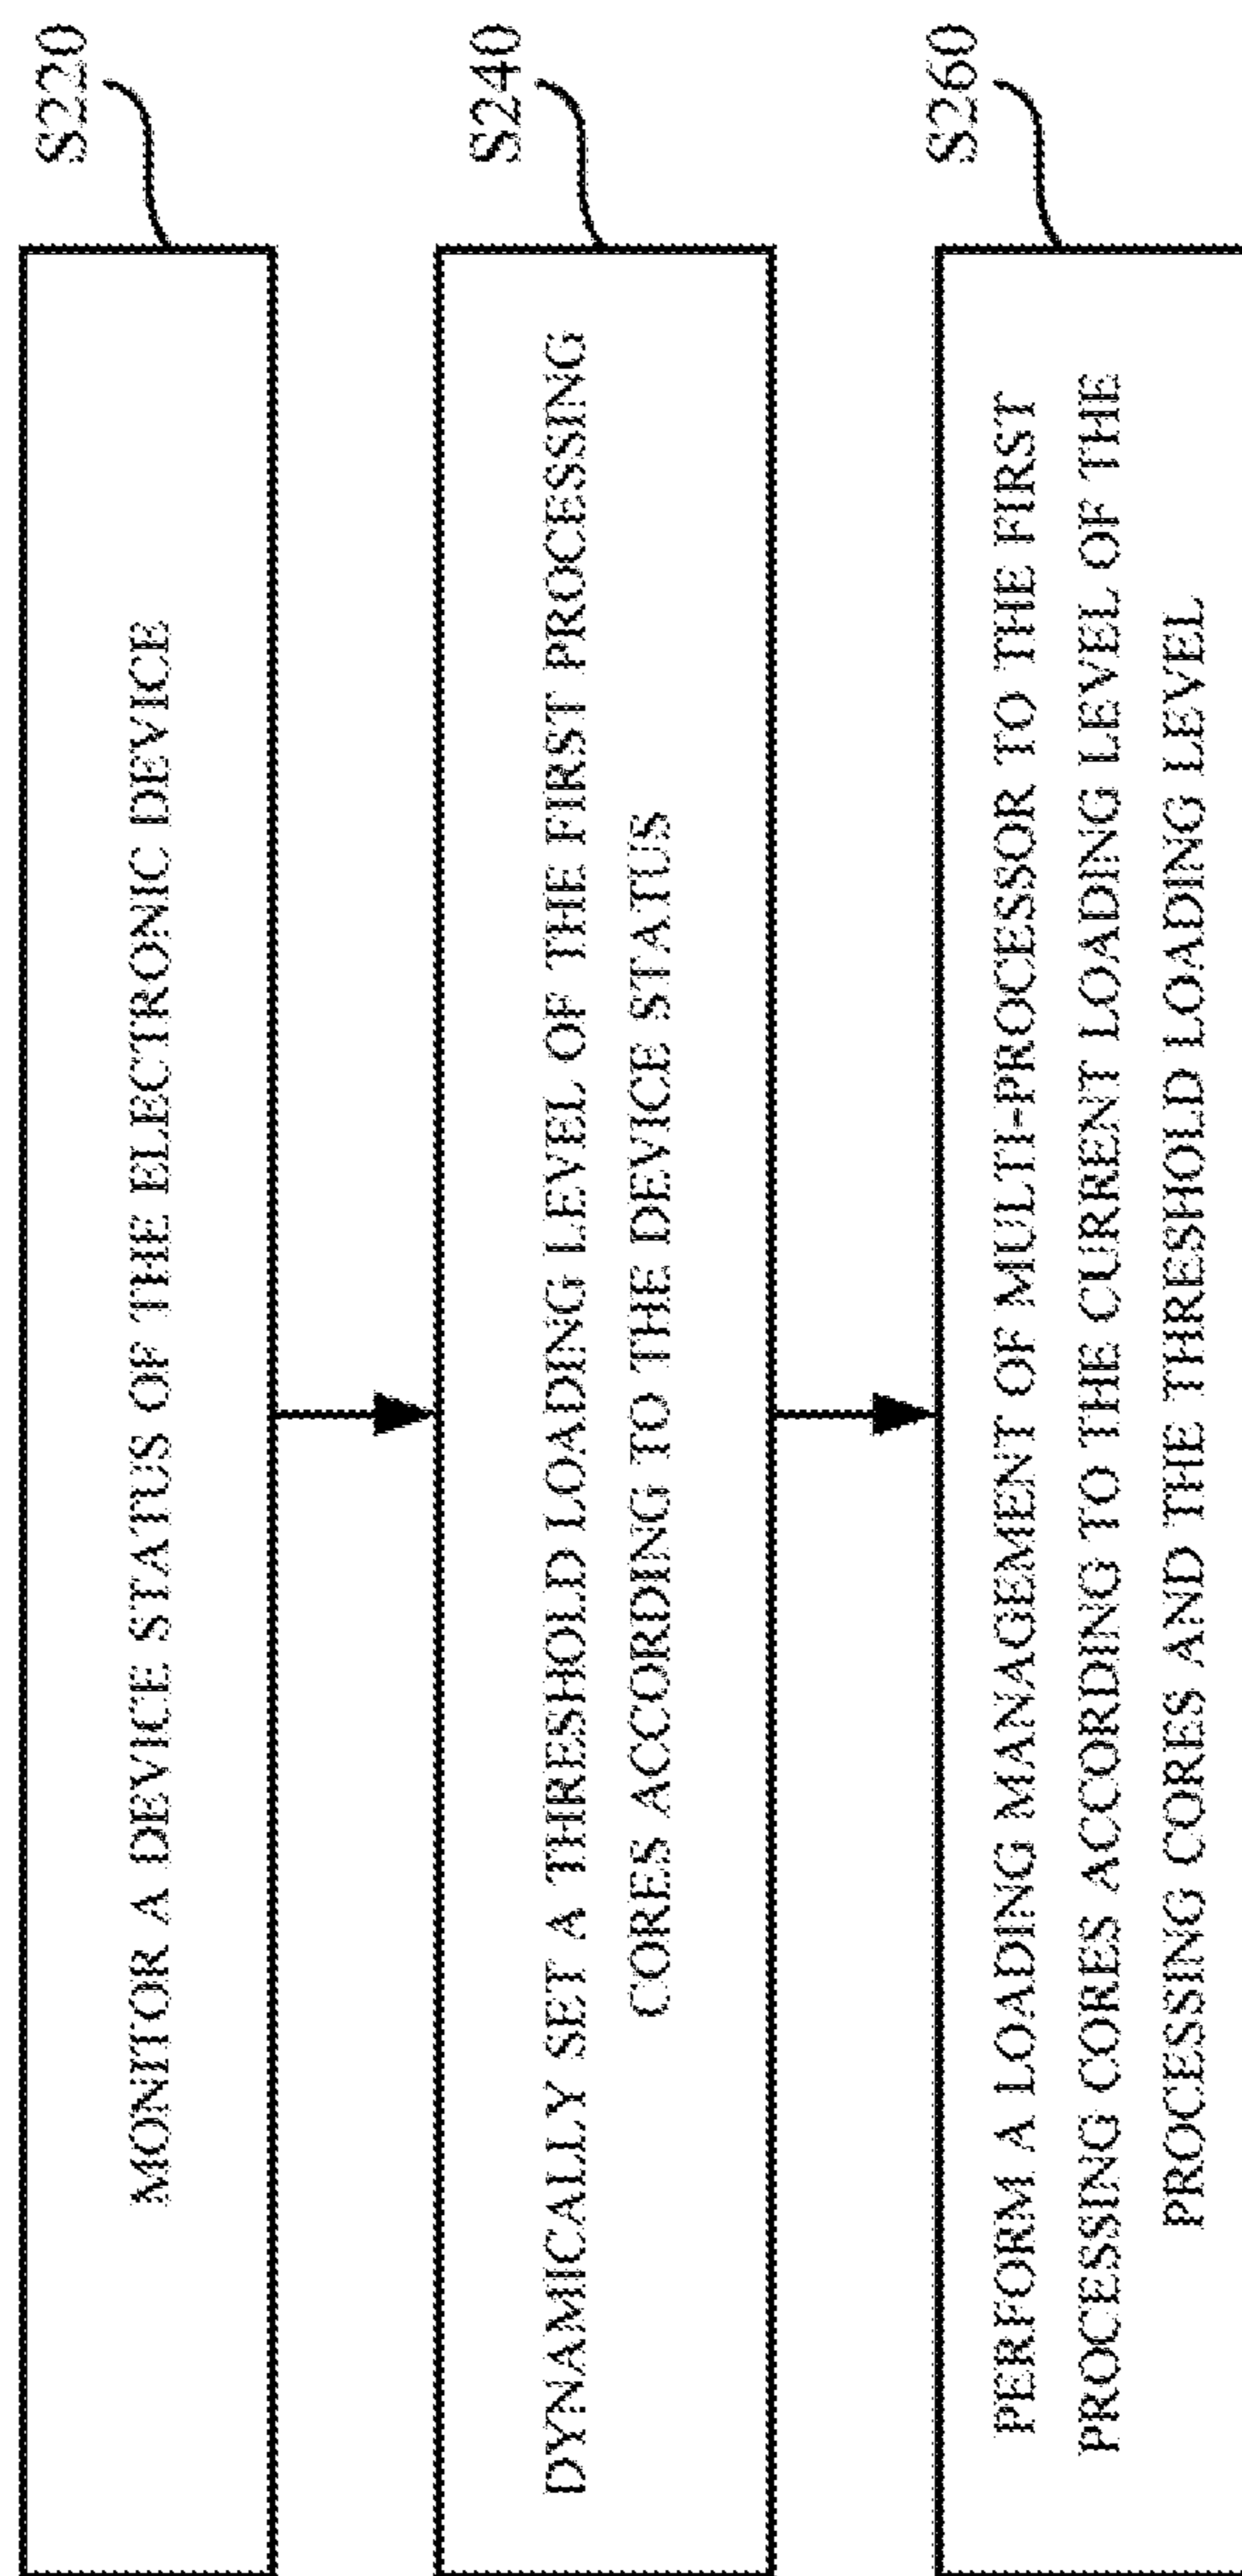 S220
MONITOR A DEVICE STATUS OF THE ELECTRONIC DEVICE
S240
DYNAMICALLY SET A THRESHOLD LOADING LEVEL OF THE FIRST PROCESSING
CORES ACCORDING TO THE DEVICE STATUS
S260
PERFORM A LOADING MANAGEMENT OF MULTI-PROCESSOR TO THE FIRST
PROCESSING CORES ACCORDING TO THE CURRENT LOADING LEVEL OF THE
PROCESSING CORES AND THE THRESHOLD LOADING LEVEL